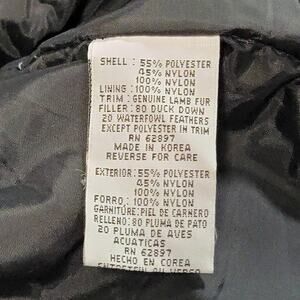 SHELL : 55% POLYESTER
45% NYLON
100% NYLON
LINING : 100% NYLON
TRIM : GENUINE LAMB FUR
FILLER : 80 DUCK DOWN
20 WATERFOWL FEATHERS
EXCEPT POLYESTER IN TRIM
RN 62897
MADE IN KOREA
REVERSE FOR CARE
EXTERIOR : 55% POLYESTER
45% NYLON
100% NYLON
FORRO : 100% NYLON
GARNITURE : PIEL DE CARNERO
RELLENO : 80 PLUMA DE PATO
20 PLUMA DE AVES
ACUATICAS
RN 62897
HECHO EN COREA